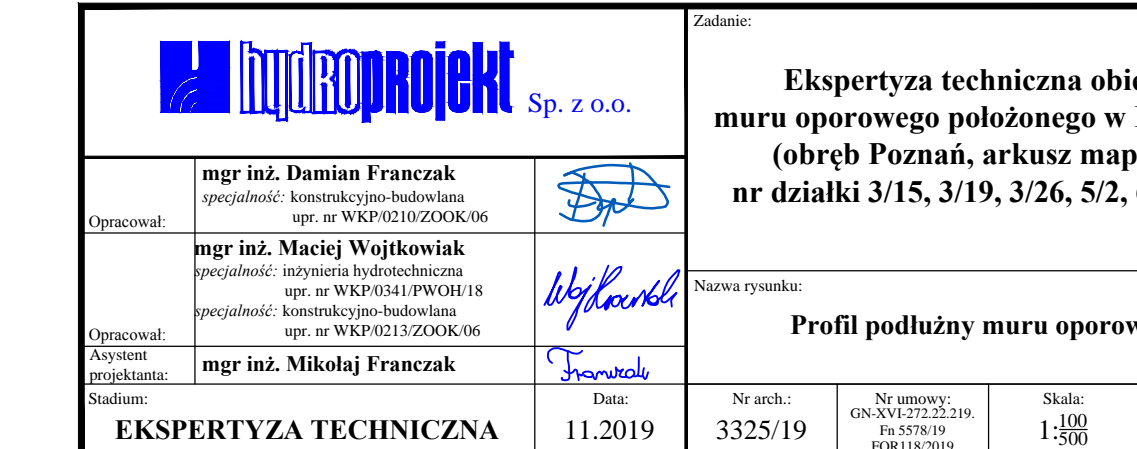 hydroprojekt Sp. z o.o.
Opracował:
mgr inż. Damian Franczak
specjalność: konstrukcyjno-budowlana
upr. nr WKP/0210/ZOOK/06
Opracował:
mgr inż. Maciej Wojtkowiak
specjalność: inżynieria hydrotechniczna
upr. nr WKP/0341/PWOH/18
specjalność: konstrukcyjno-budowlana
upr. nr WKP/0213/ZOOK/06
Asystent
projektanta:
mgr inż. Mikołaj Franczak
Stadium:
EKSPERTYZA TECHNICZNA
Data:
11.2019
Zadanie:
Ekspertyza techniczna obie
muru oporowego położonego w
(obręb Poznań, arkusz map
nr działki 3/15, 3/19, 3/26, 5/2,
Nazwa rysunku:
Profil podłużny muru oporow
Nr arch.:
3325/19
Nr umowy:
GN-XVI-272.22.219.
Fn 5578/19
FOR118/2019
Skala:
1:100/500